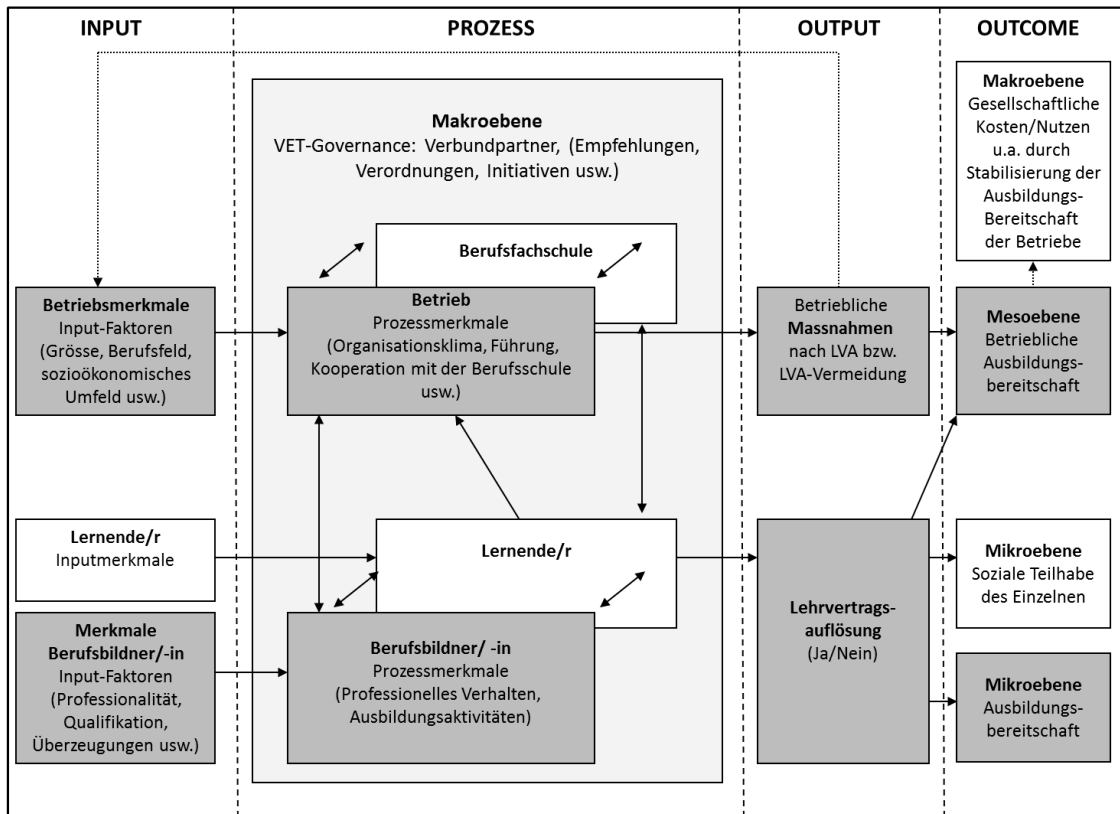 INPUT
PROZESS
OUTPUT
OUTCOME
Betriebsmerkmale
Input-Faktoren
(Grösse, Berufsfeld,
sozioökonomisches
Umfeld usw.)
Lernende/r
Inputmerkmale
Merkmale
Berufsbildner/-in
Input-Faktoren
(Professionalität,
Qualifikation,
Überzeugungen usw.)
Makroebene
VET-Governance: Verbundpartner, (Empfehlungen,
Verordnungen, Initiativen usw.)
Berufsfachschule
Betrieb
Prozessmerkmale
(Organisationsklima, Führung,
Kooperation mit der Berufsschule
usw.)
Lernende/r
Berufsbildner/ -in
Prozessmerkmale
(Professionelles Verhalten,
Ausbildungsaktivitäten)
Betriebliche
Massnahmen
nach LVA bzw.
LVA-Vermeidung
Lehrvertrags-
auflösung
(Ja/Nein)
Makroebene
Gesellschaftliche
Kosten/Nutzen
u.a. durch
Stabilisierung der
Ausbildungs-
Bereitschaft
der Betriebe
Mesoebene
Betriebliche
Ausbildungs-
bereitschaft
Mikroebene
Soziale Teilhabe
des Einzelnen
Mikroebene
Ausbildungs-
bereitschaft